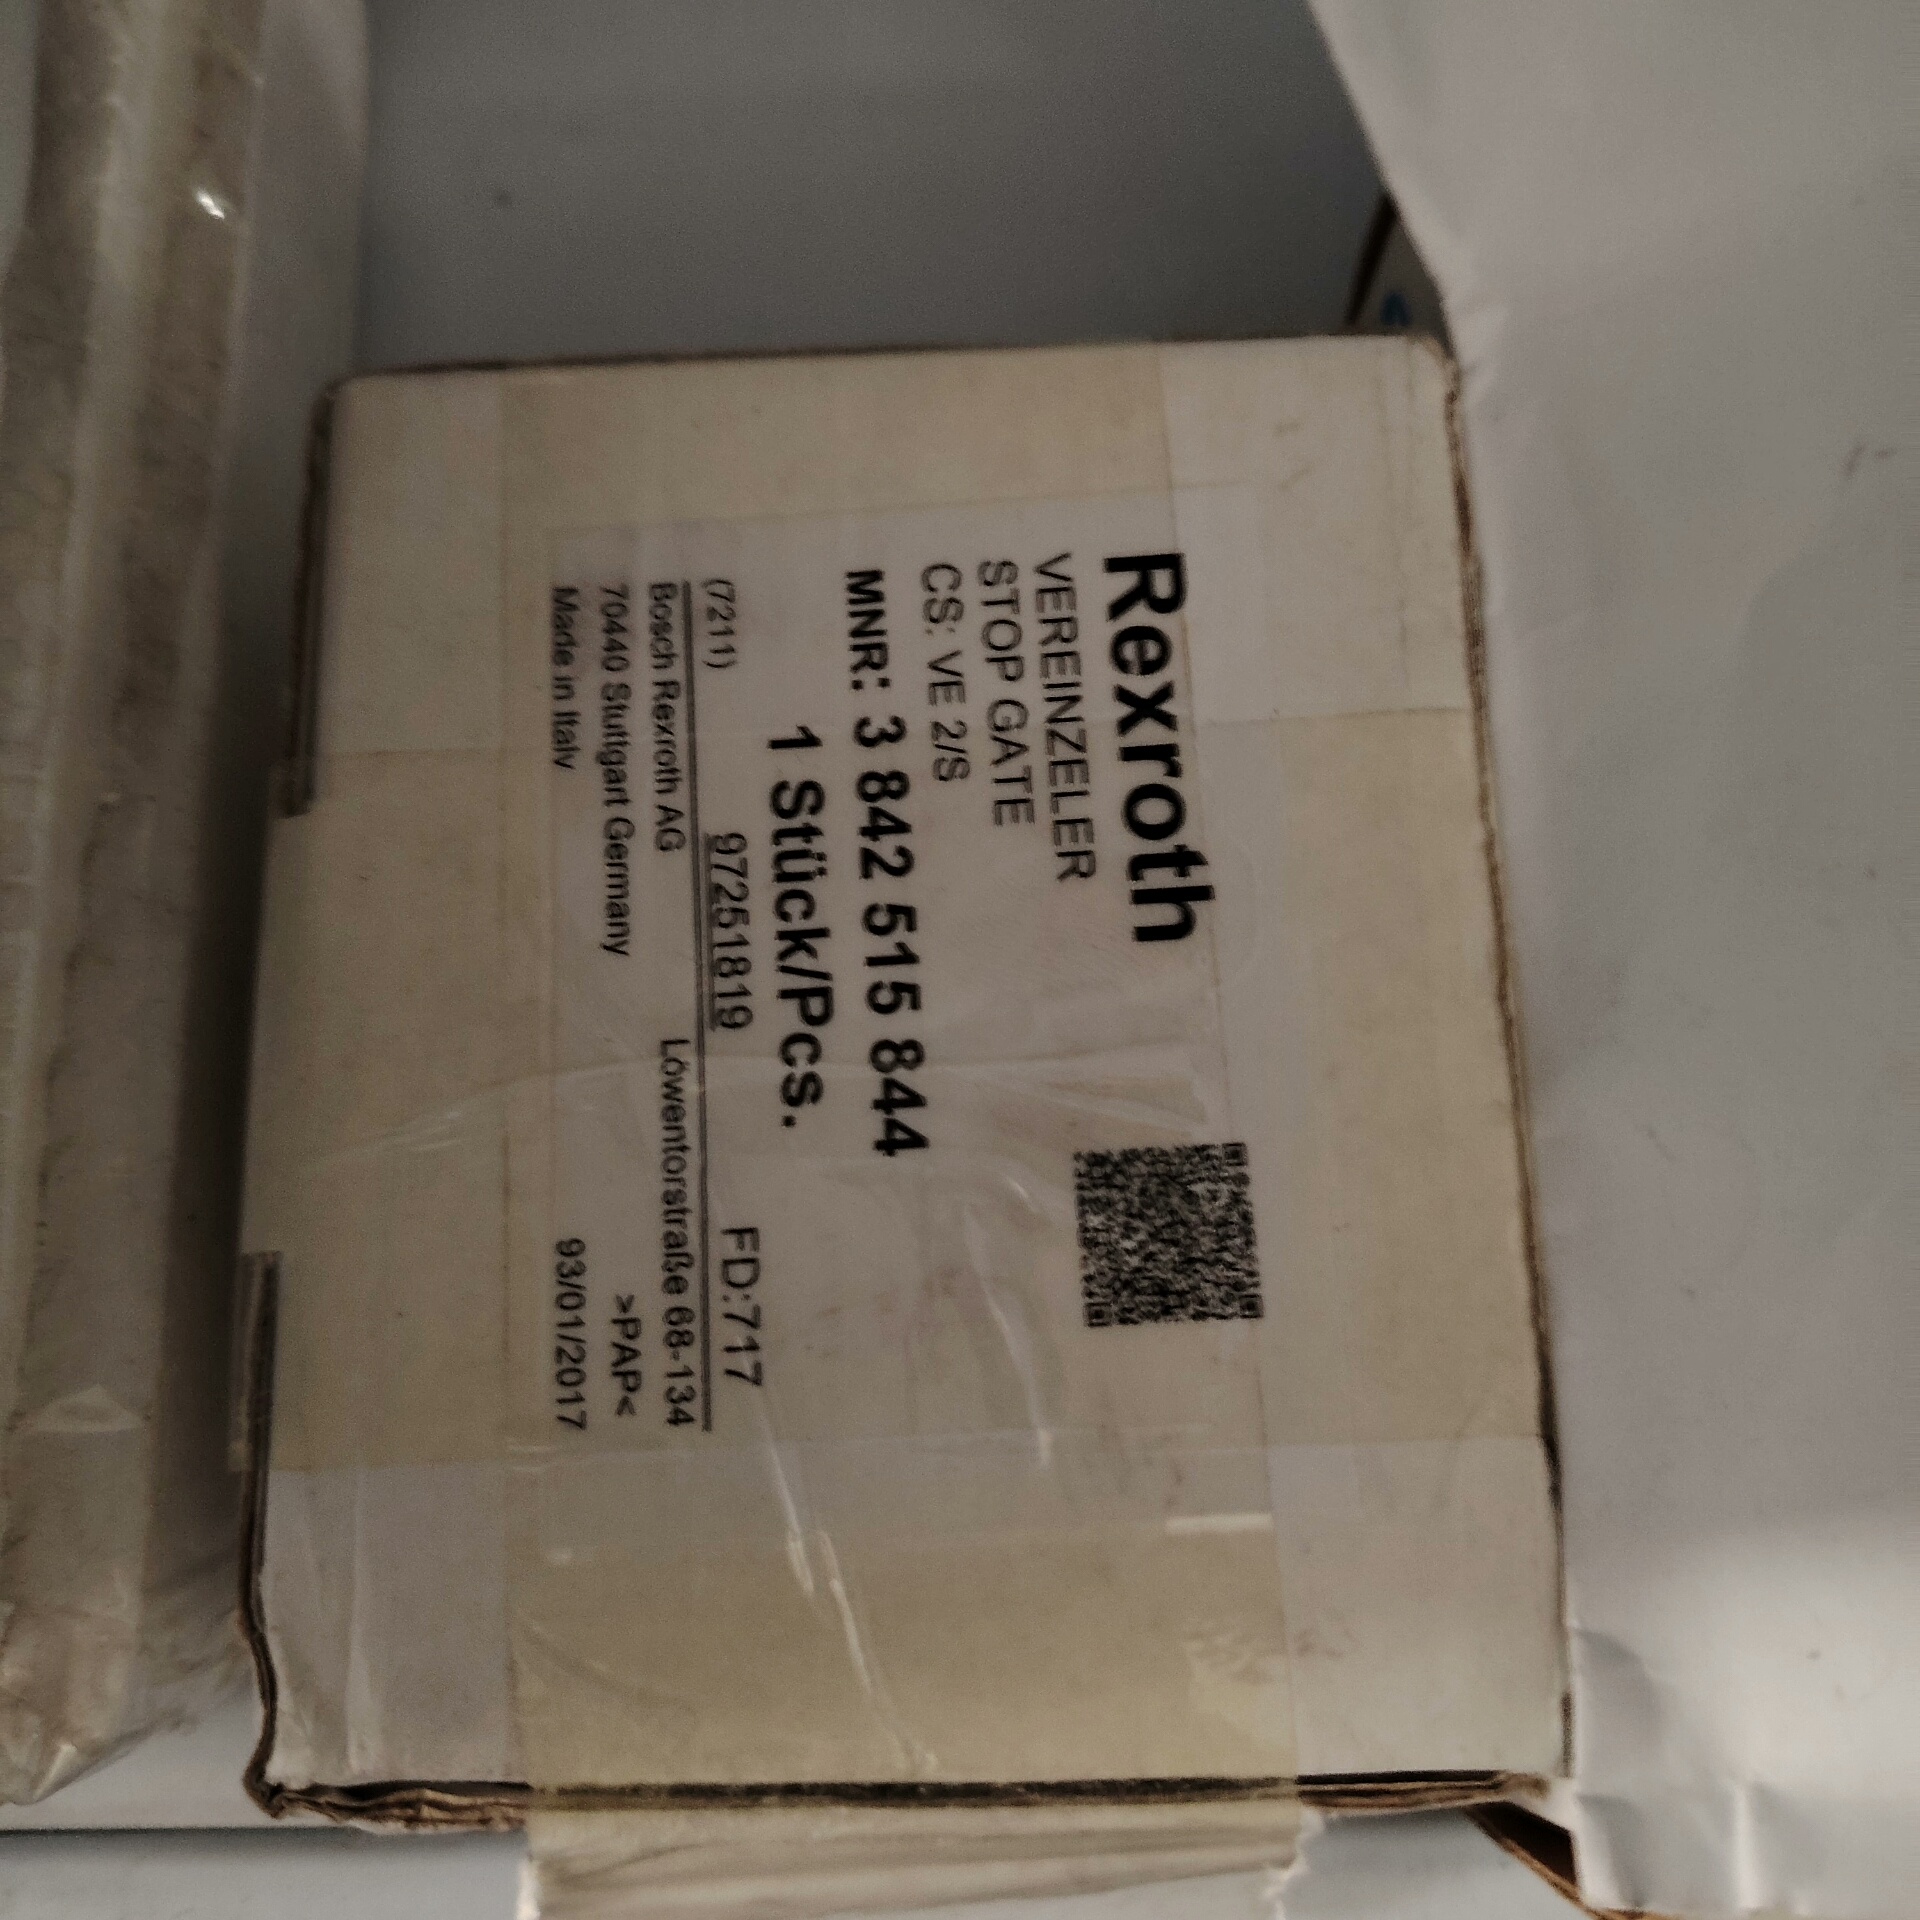 Rexroth
VEREINZELER
STOP GATE
CS: VE 2/S
MNR: 3 842 515 844
1 Stück/Pcs.
(7211) 97251819 FD:717
Bosch Rexroth AG Löwentorstraße 68-134
70440 Stuttgart Germany >PAP<
Made in Italy 93/01/2017